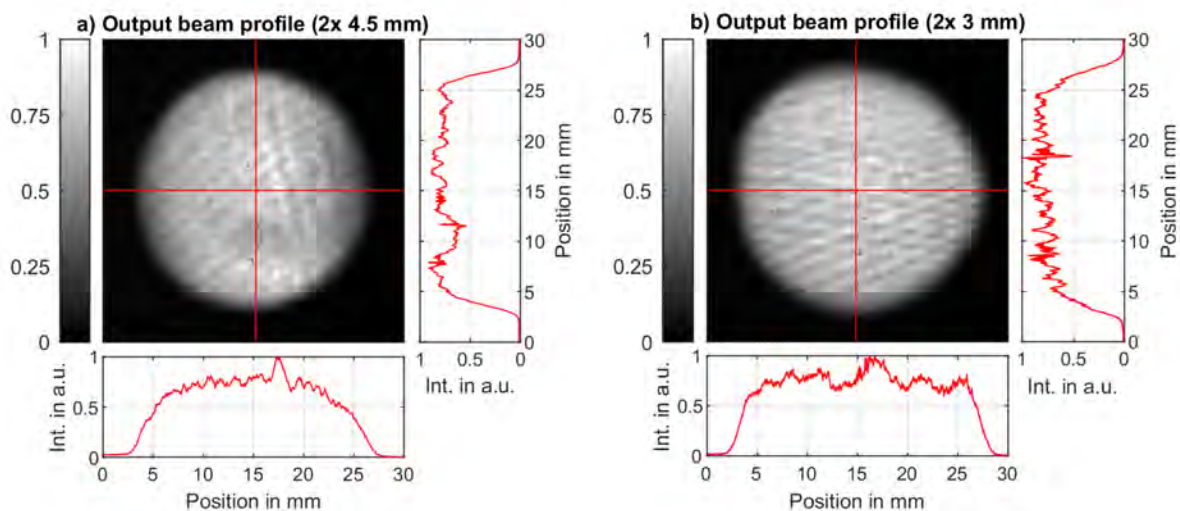 a) Output beam profile (2x 4.5 mm)
1
0.75
0.5
0.25
0
30
25
20
15
10
5
0
Position in mm
1 0.5 0
Int. in a.u.
1
0.5
0
Int. in a.u.
0 5 10 15 20 25 30
Position in mm
b) Output beam profile (2x 3 mm)
1
0.75
0.5
0.25
0
30
25
20
15
10
5
0
Position in mm
1 0.5 0
Int. in a.u.
1
0.5
0
Int. in a.u.
0 5 10 15 20 25 30
Position in mm